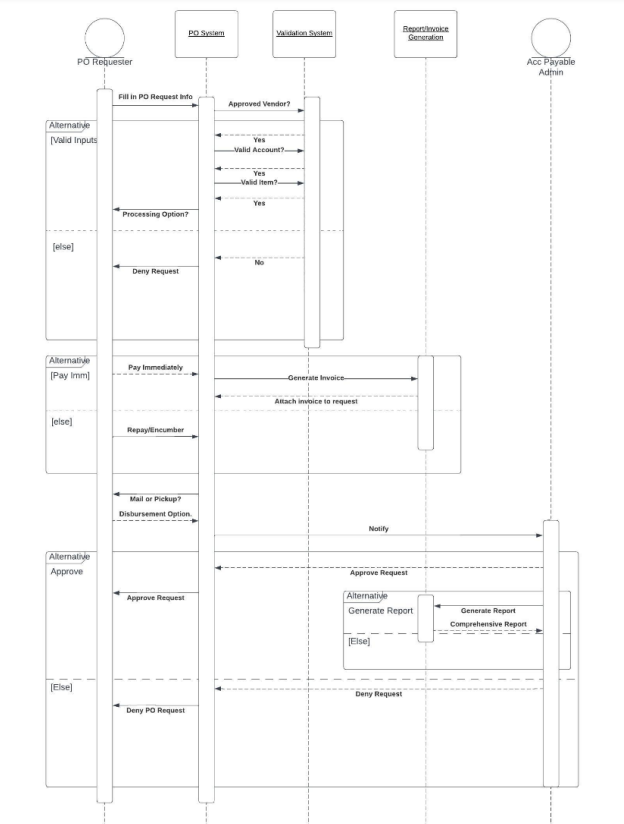 PO Requester
PO System
Validation System
Report/Invoice
Generation
Acc Payable
Admin
Fill in PO Request Info
Approved Vendor?
Alternative
[Valid Inputs
Yes
Valid Account?
Yes
Valid Item?
Yes
Processing Option?
[else]
No
Deny Request
Alternative
[Pay Imm]
Pay Immediately
Generate Invoice
Attach invoice to request
[else]
Repay/Encumber
Mail or Pickup?
Disbursement Option.
Notify
Alternative
Approve
Approve Request
Approve Request
Alternative
Generate Report
Generate Report
Comprehensive Report
[Else]
[Else]
Deny Request
Deny PO Request